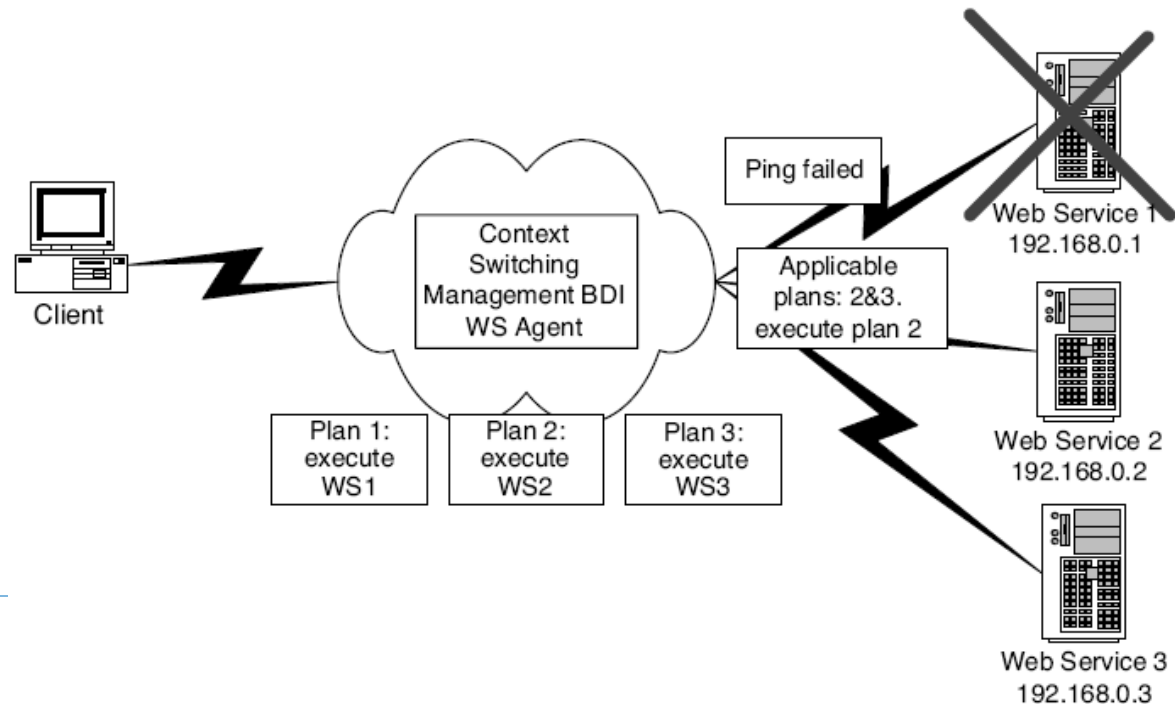 Client
Context
Switching
Management BDI
WS Agent
Plan 1:
execute
WS1
Plan 2:
execute
WS2
Plan 3:
execute
WS3
Ping failed
Applicable
plans: 2&3.
execute plan 2
Web Service 1
192.168.0.1
Web Service 2
192.168.0.2
Web Service 3
192.168.0.3